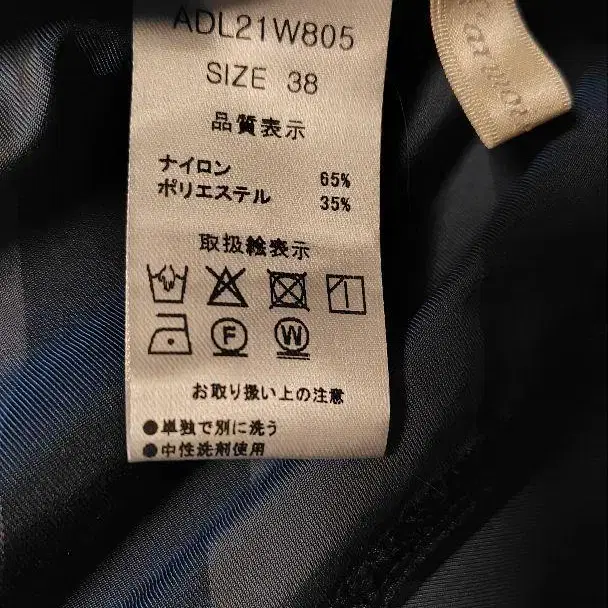 ADL21W805
SIZE 38
品質表示
ナイロン 65%
ポリエステル 35%
取扱絵表示
F W
お取り扱い上の注意
●単独で別に洗う
●中性洗剤使用